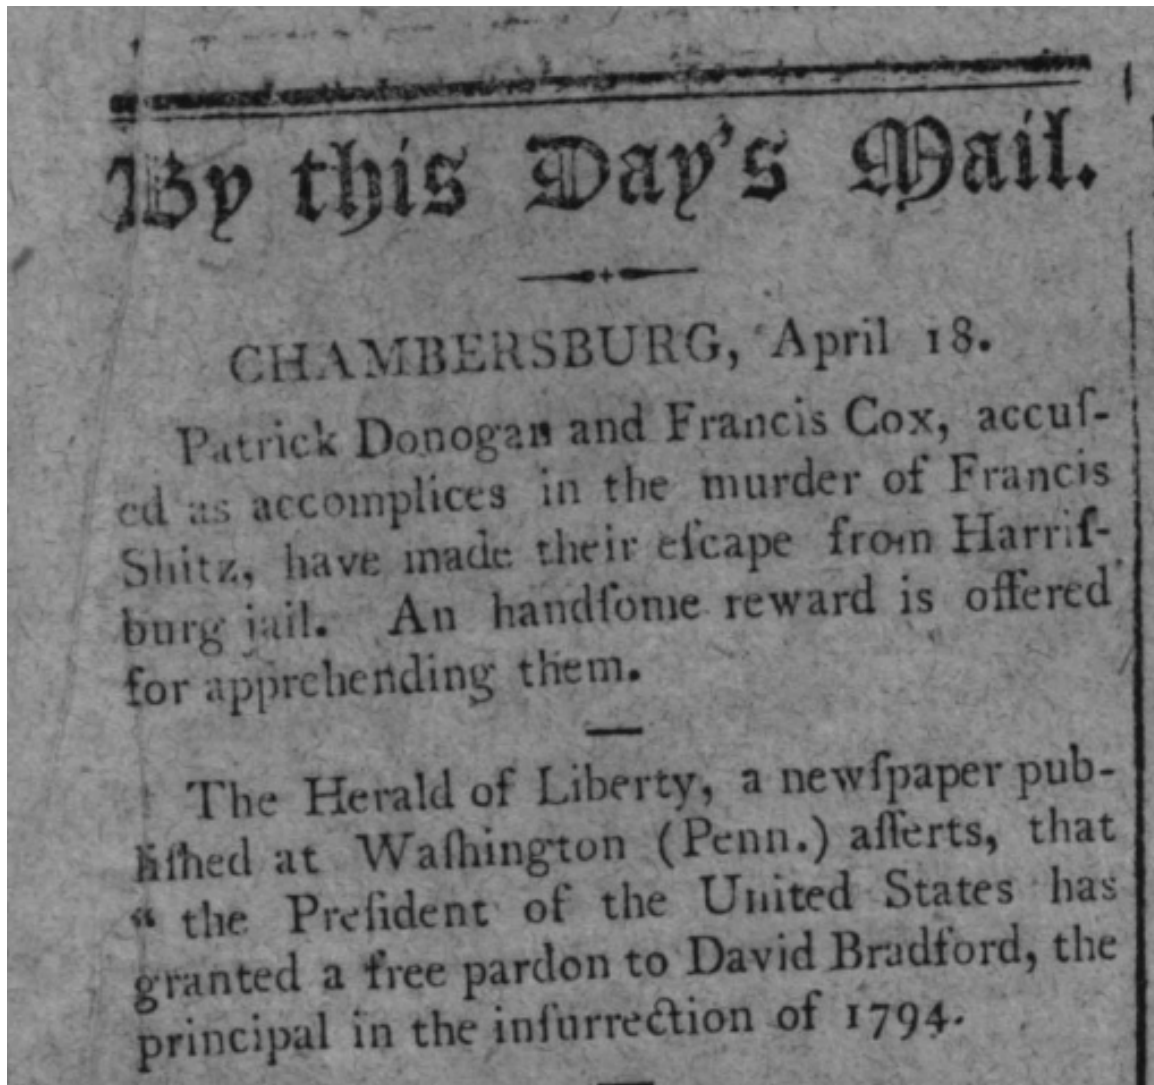 By this Day's Mail.
CHAMBERSBURG, April 18.
Patrick Donogan and Francis Cox, accuſ-
ed as accomplices in the murder of Francis
Shitz, have made their eſcape from Harriſ-
burg jail. An handſome reward is offered
for apprehending them.
The Herald of Liberty, a newſpaper pub-
liſhed at Waſhington (Penn.) aſſerts, that
“ the Preſident of the United States has
granted a free pardon to David Bradford, the
principal in the inſurrection of 1794.